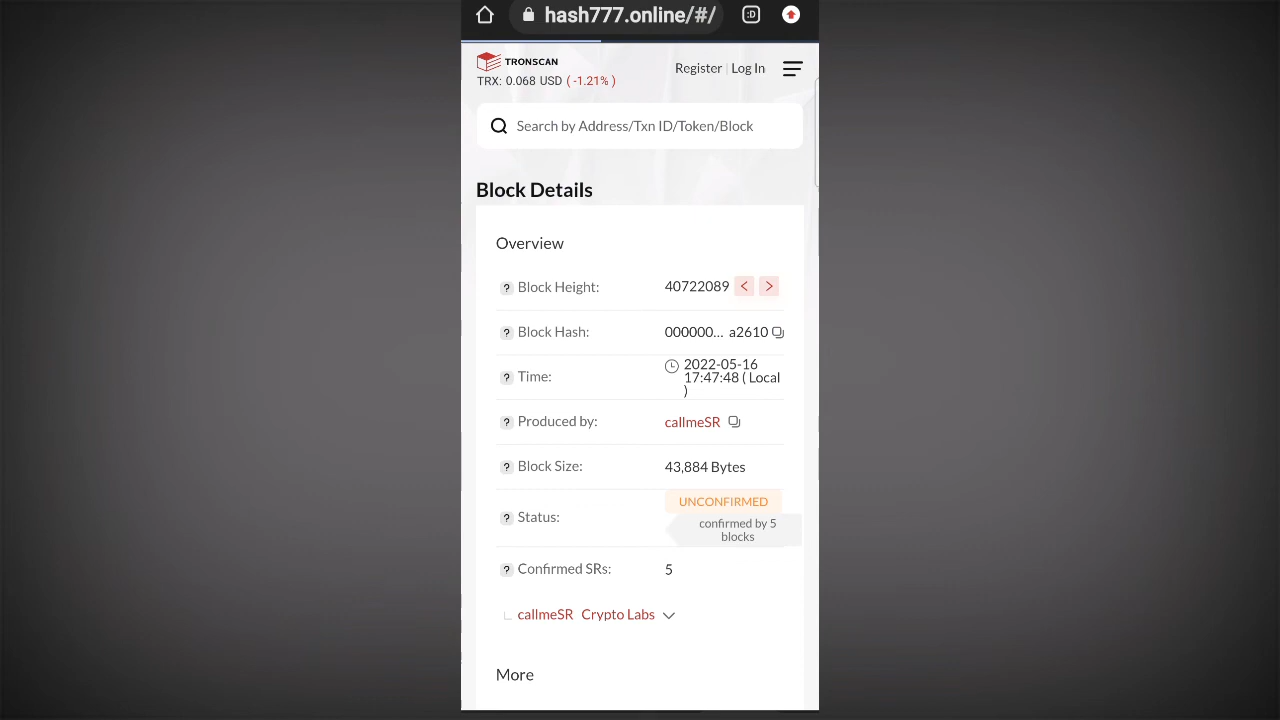 hash777.online/#/ :D
TRONSCAN
TRX: 0.068 USD ( -1.21% )
Register | Log In
Search by Address/Txn ID/Token/Block
Block Details
Overview
? Block Height: 40722089 < >
? Block Hash: 000000... a2610
? Time: 2022-05-16
17:47:48 ( Local
)
? Produced by: callmeSR
? Block Size: 43,884 Bytes
? Status: UNCONFIRMED
confirmed by 5
blocks
? Confirmed SRs: 5
callmeSR Crypto Labs
More